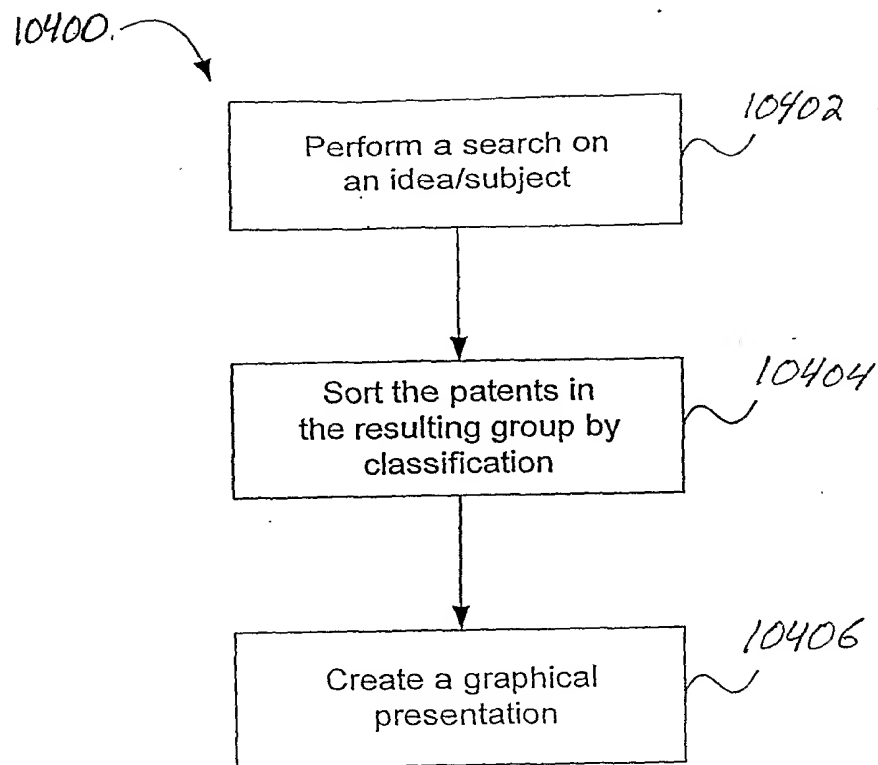 10400.
10402
Perform a search on
an idea/subject
10404
Sort the patents in
the resulting group by
classification
10406
Create a graphical
presentation